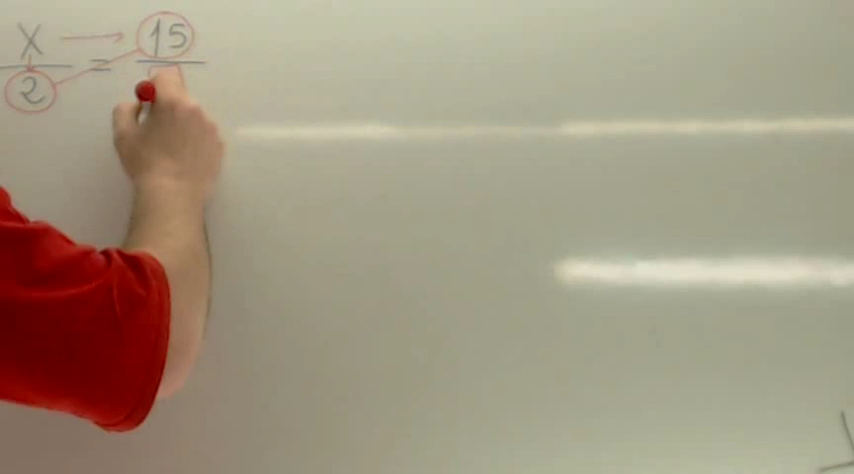 x → 15
=
2